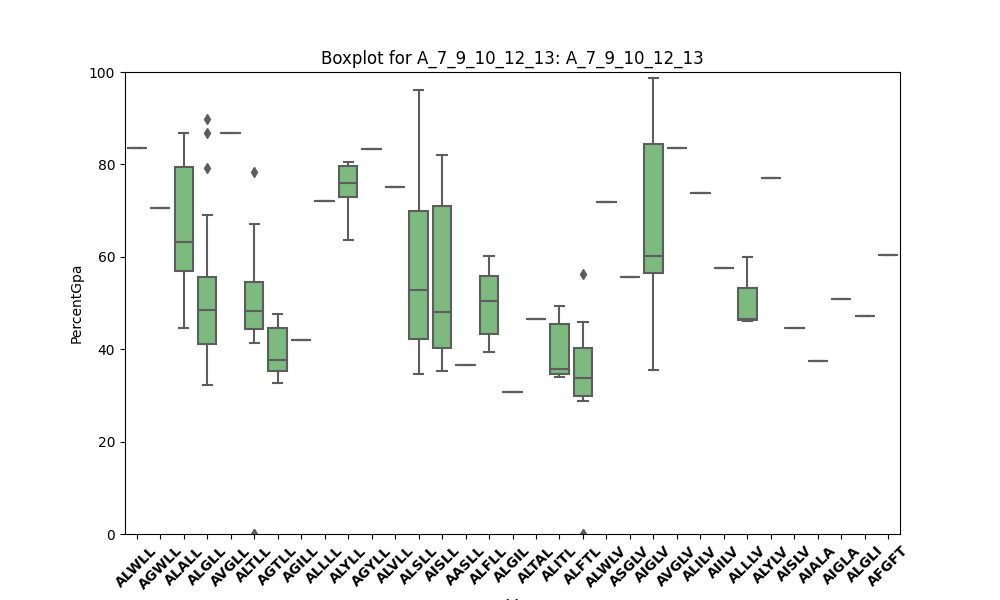 Boxplot for A_7_9_10_12_13: A_7_9_10_12_13
PercentGpa
100
80
60
40
20
0
ALWLL
AGWLL
ALALL
ALGLL
AVGLL
ALTLL
AGTLL
AGILL
ALLLL
ALYLL
AGYLL
ALVLL
ALSLL
AISLL
AASLL
ALFLL
ALGIL
ALTAL
ALITL
ALFTL
ALWLV
ASGLV
AIGLV
AVGLV
ALILV
AIILV
ALLLV
ALYLV
AISLV
AIALA
AIGLA
ALGLI
AFGFT